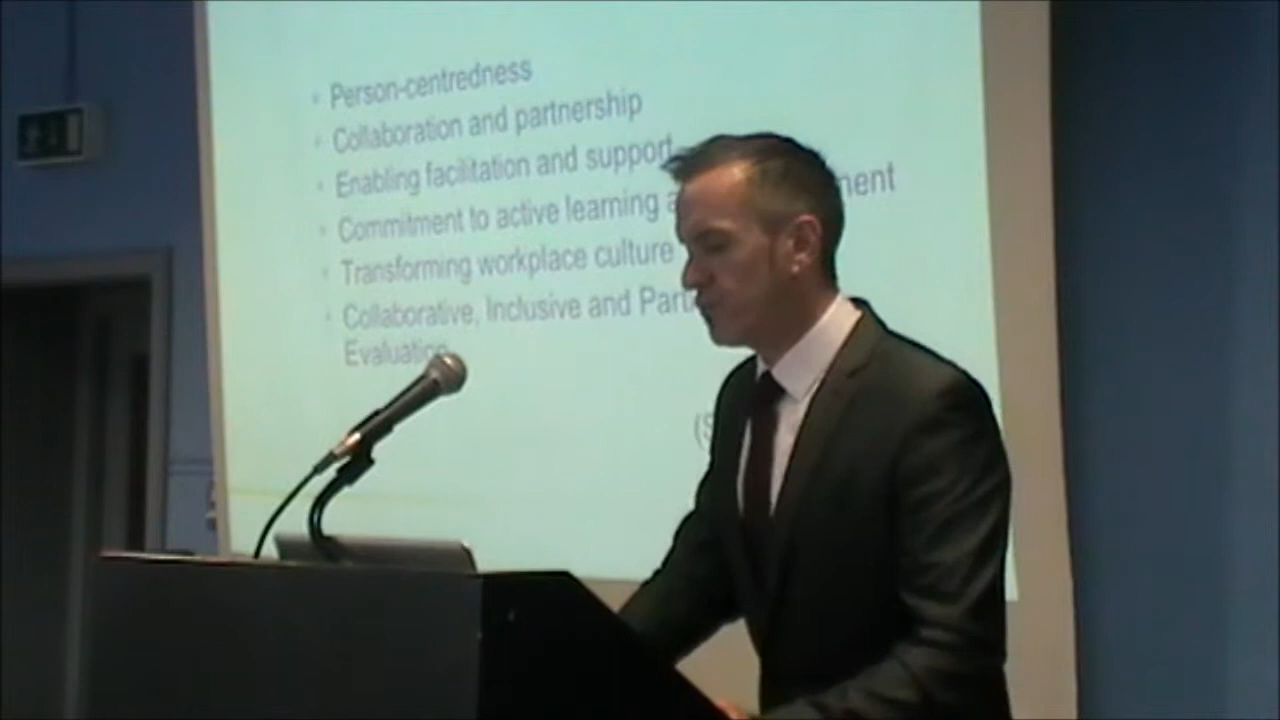 Person-centredness
Collaboration and partnership
Enabling facilitation and support
Commitment to active learning
Transforming workplace culture
Collaborative, Inclusive and
Evaluation